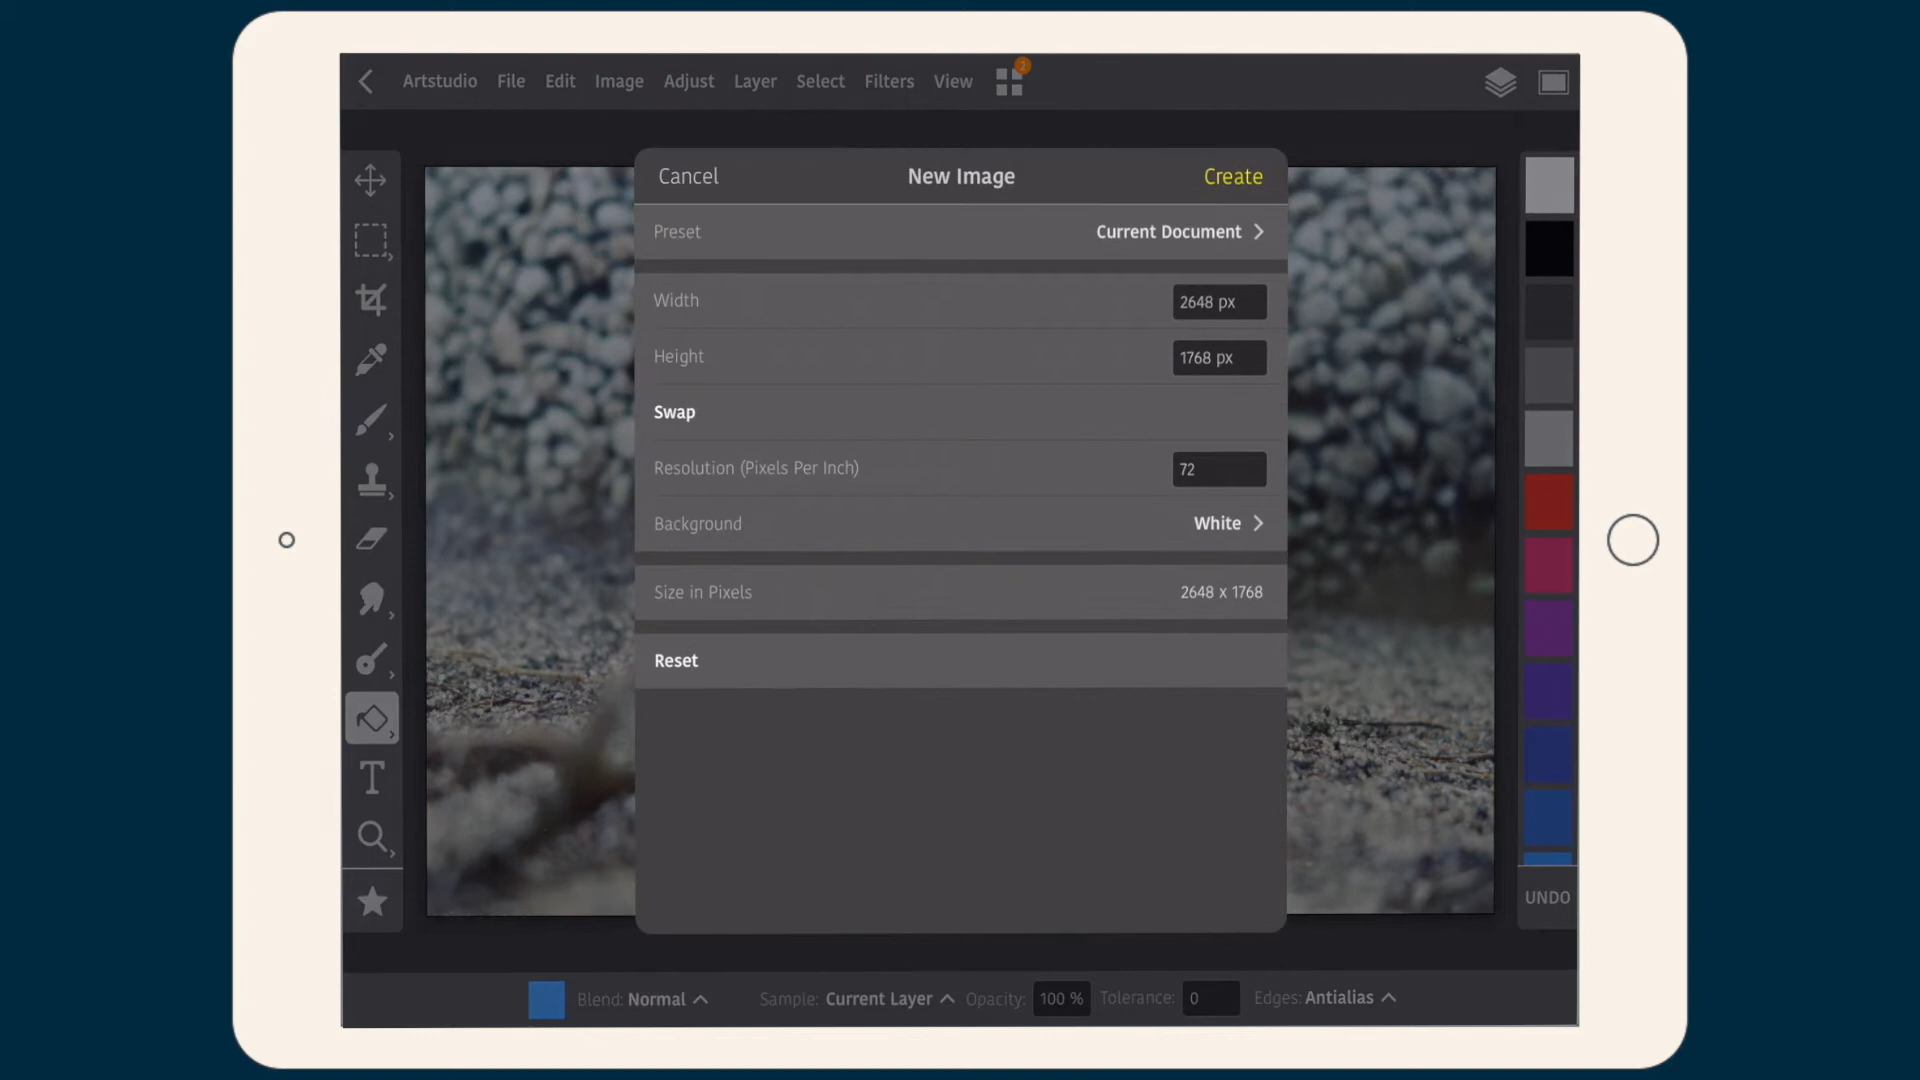 Artstudio File Edit Image Adjust Layer Select Filters View 2
Cancel New Image Create
Preset Current Document
Width 2648 px
Height 1768 px
Swap
Resolution (Pixels Per Inch) 72
Background White
Size in Pixels 2648 x 1768
Reset
T
UNDO
Blend: Normal Sample: Current Layer Opacity: 100 % Tolerance: 0 Edges: Antialias